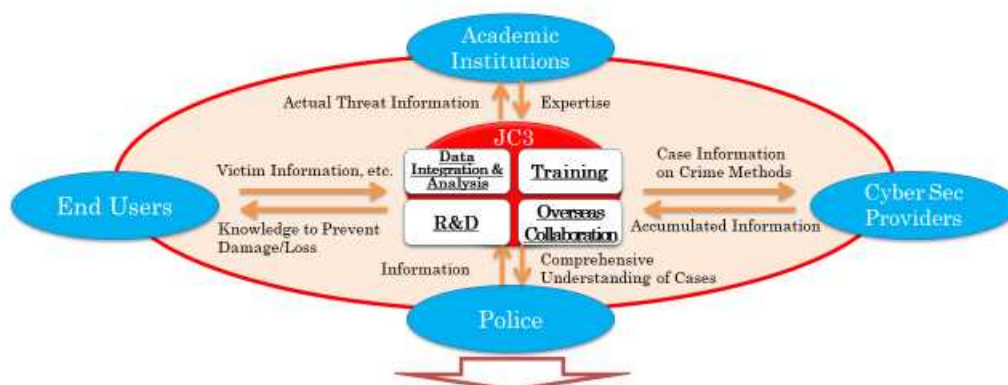 Academic
Institutions
Actual Threat Information
Expertise
JC3
Data
Integration &
Analysis
Training
R&D
Overseas
Collaboration
Victim Information, etc.
Knowledge to Prevent
Damage/Loss
End Users
Case Information
on Crime Methods
Accumulated Information
Cyber Sec
Providers
Information
Comprehensive
Understanding of Cases
Police